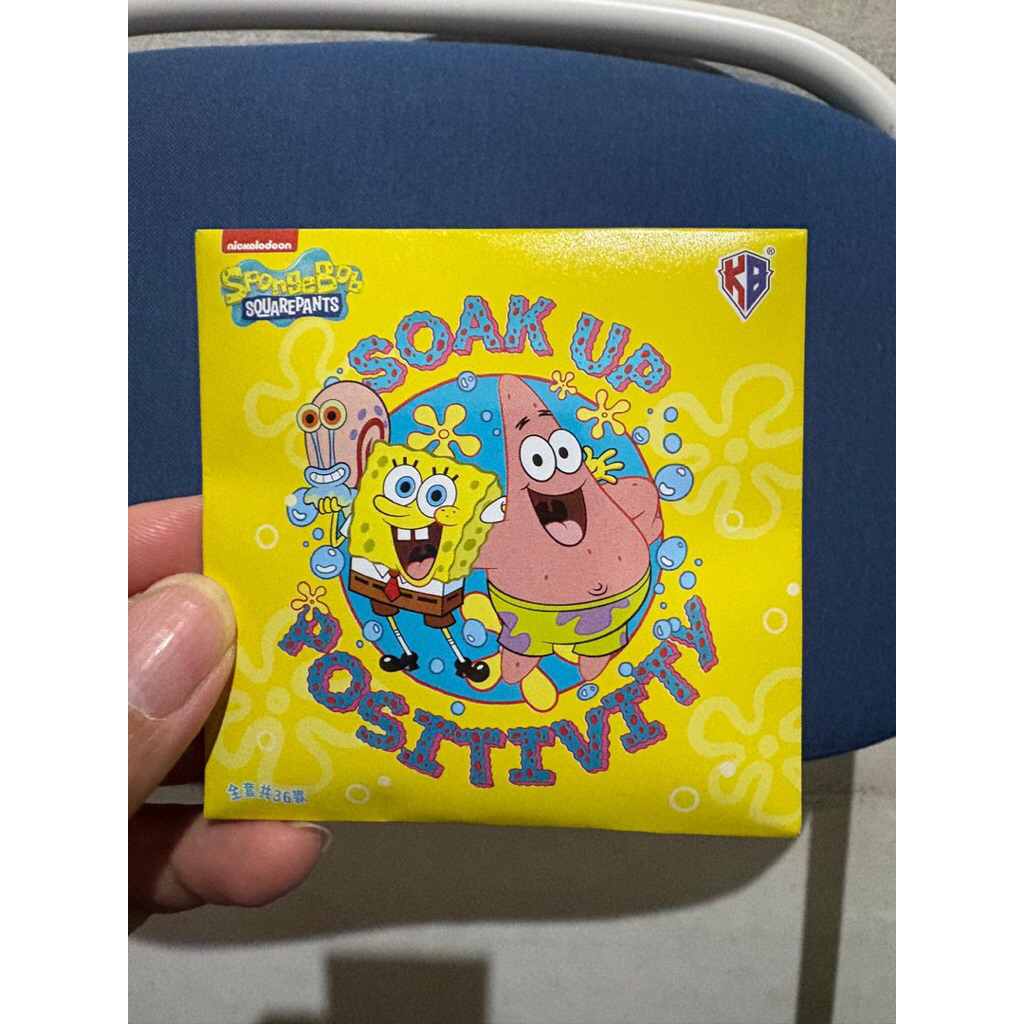 nickelodeon
SpongeBob
SQUAREPANTS
KB
®
SOAK UP
POSITIVITY
全套共36款